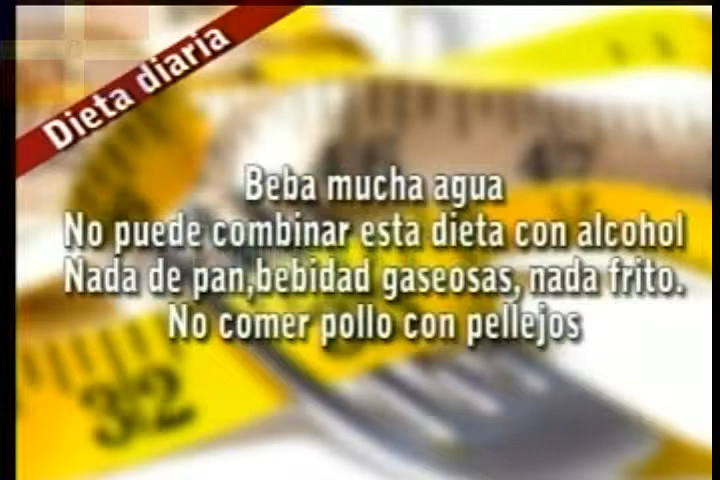 Dieta diaria
Beba mucha agua
No puede combinar esta dieta con alcohol
Nada de pan,bebidad gaseosas, nada frito.
No comer pollo con pellejos
32